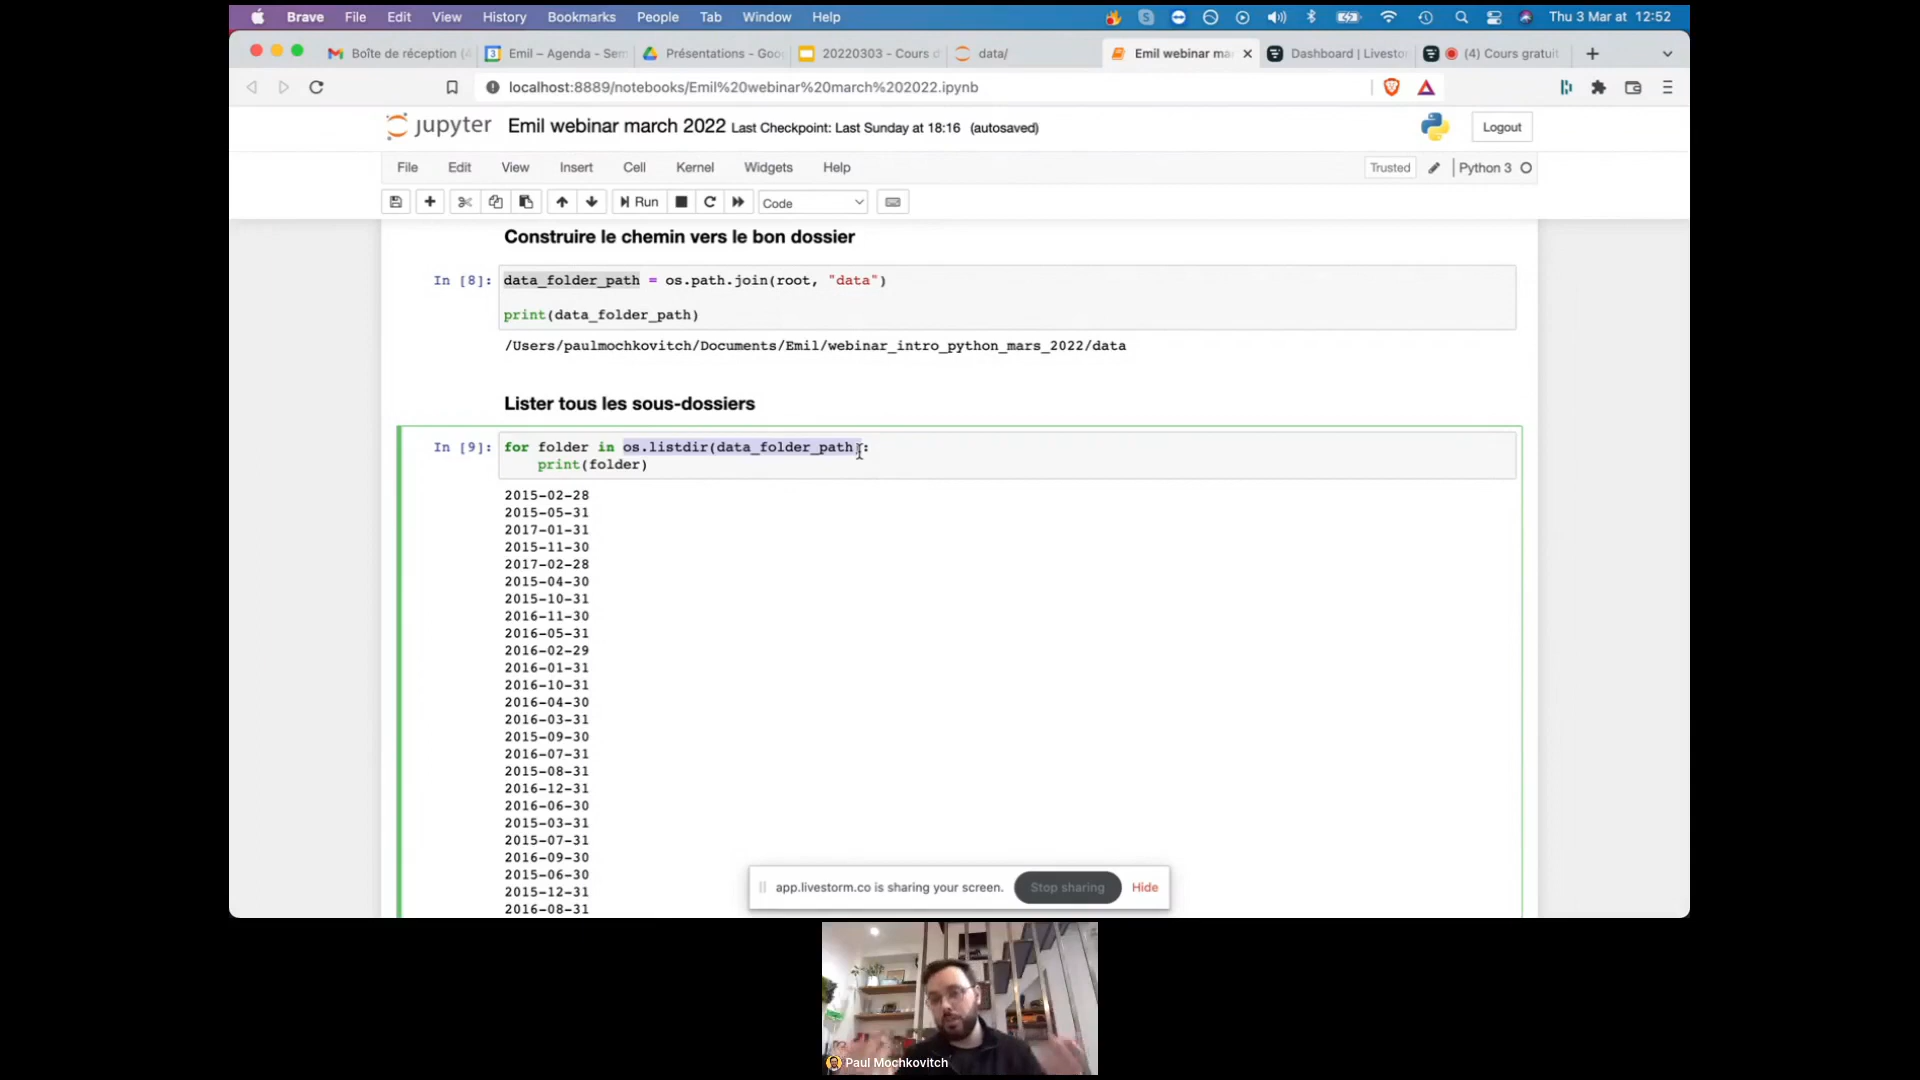 Brave File Edit View History Bookmarks People Tab Window Help Thu 3 Mar at 12:52
Boîte de réception (4 Emil – Agenda - Sem Présentations - Goo 20220303 - Cours d data/ Emil webinar ma Dashboard | Livesto (4) Cours gratuit
localhost:8889/notebooks/Emil%20webinar%20march%202022.ipynb
jupyter Emil webinar march 2022 Last Checkpoint: Last Sunday at 18:16 (autosaved) Logout
File Edit View Insert Cell Kernel Widgets Help Trusted Python 3
Run Code
Construire le chemin vers le bon dossier
In [8]: data_folder_path = os.path.join(root, "data")
print(data_folder_path)
/Users/paulmochkovitch/Documents/Emil/webinar_intro_python_mars_2022/data
Lister tous les sous-dossiers
In [9]: for folder in os.listdir(data_folder_path):
print(folder)
2015-02-28
2015-05-31
2017-01-31
2015-11-30
2017-02-28
2015-04-30
2015-10-31
2016-11-30
2016-05-31
2016-02-29
2016-01-31
2016-10-31
2016-04-30
2016-03-31
2015-09-30
2016-07-31
2015-08-31
2016-12-31
2016-06-30
2015-03-31
2015-07-31
2016-09-30
2015-06-30
2015-12-31
2016-08-31
app.livestorm.co is sharing your screen. Stop sharing Hide
Paul Mochkovitch